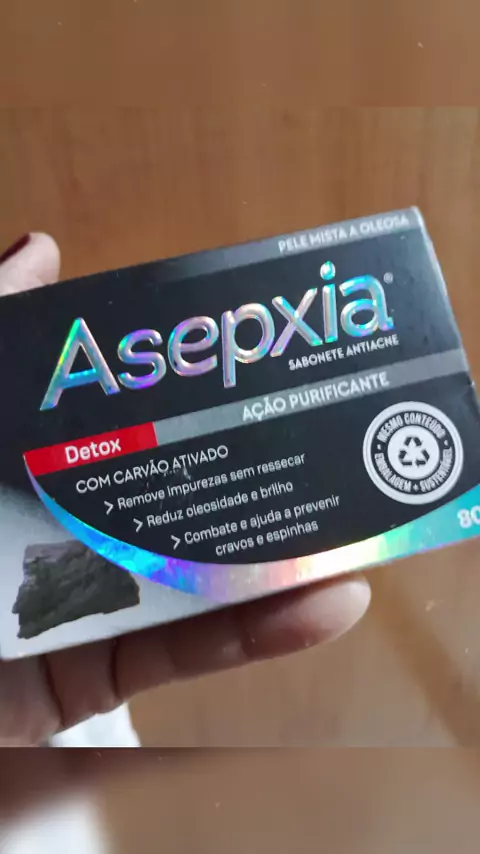 PELE MISTA A OLEOSA
Asepxia®
SABONETE ANTIACNE
AÇÃO PURIFICANTE
Detox
COM CARVÃO ATIVADO
> Remove impurezas sem ressecar
> Reduz oleosidade e brilho
> Combate e ajuda a prevenir
cravos e espinhas
MESMO CONTEÚDO
EMBALAGEM + SUSTENTÁVEL
80